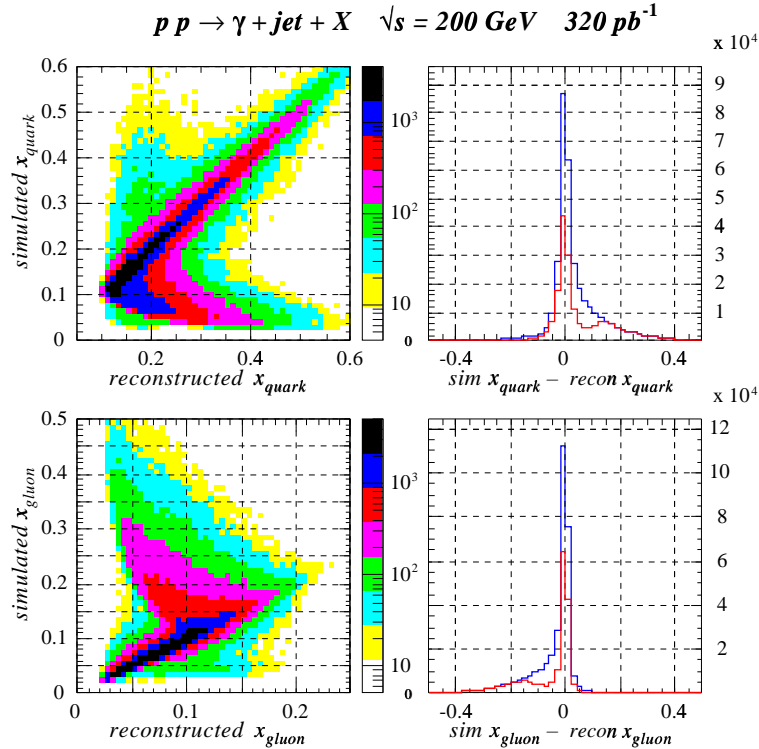 p p → γ + jet + X √s = 200 GeV 320 pb⁻¹
x 10⁴
0.6
0.5
0.4
0.3
0.2
0.1
0
simulated x_quark
0.2 0.4 0.6
reconstructed x_quark
10³
10²
10
9
8
7
6
5
4
3
2
1
0
-0.4 0 0.4
sim x_quark − recon x_quark
x 10⁴
0.5
0.4
0.3
0.2
0.1
0
simulated x_gluon
0 0.1 0.2
reconstructed x_gluon
10³
10²
10
12
10
8
6
4
2
0
-0.4 0 0.4
sim x_gluon − recon x_gluon